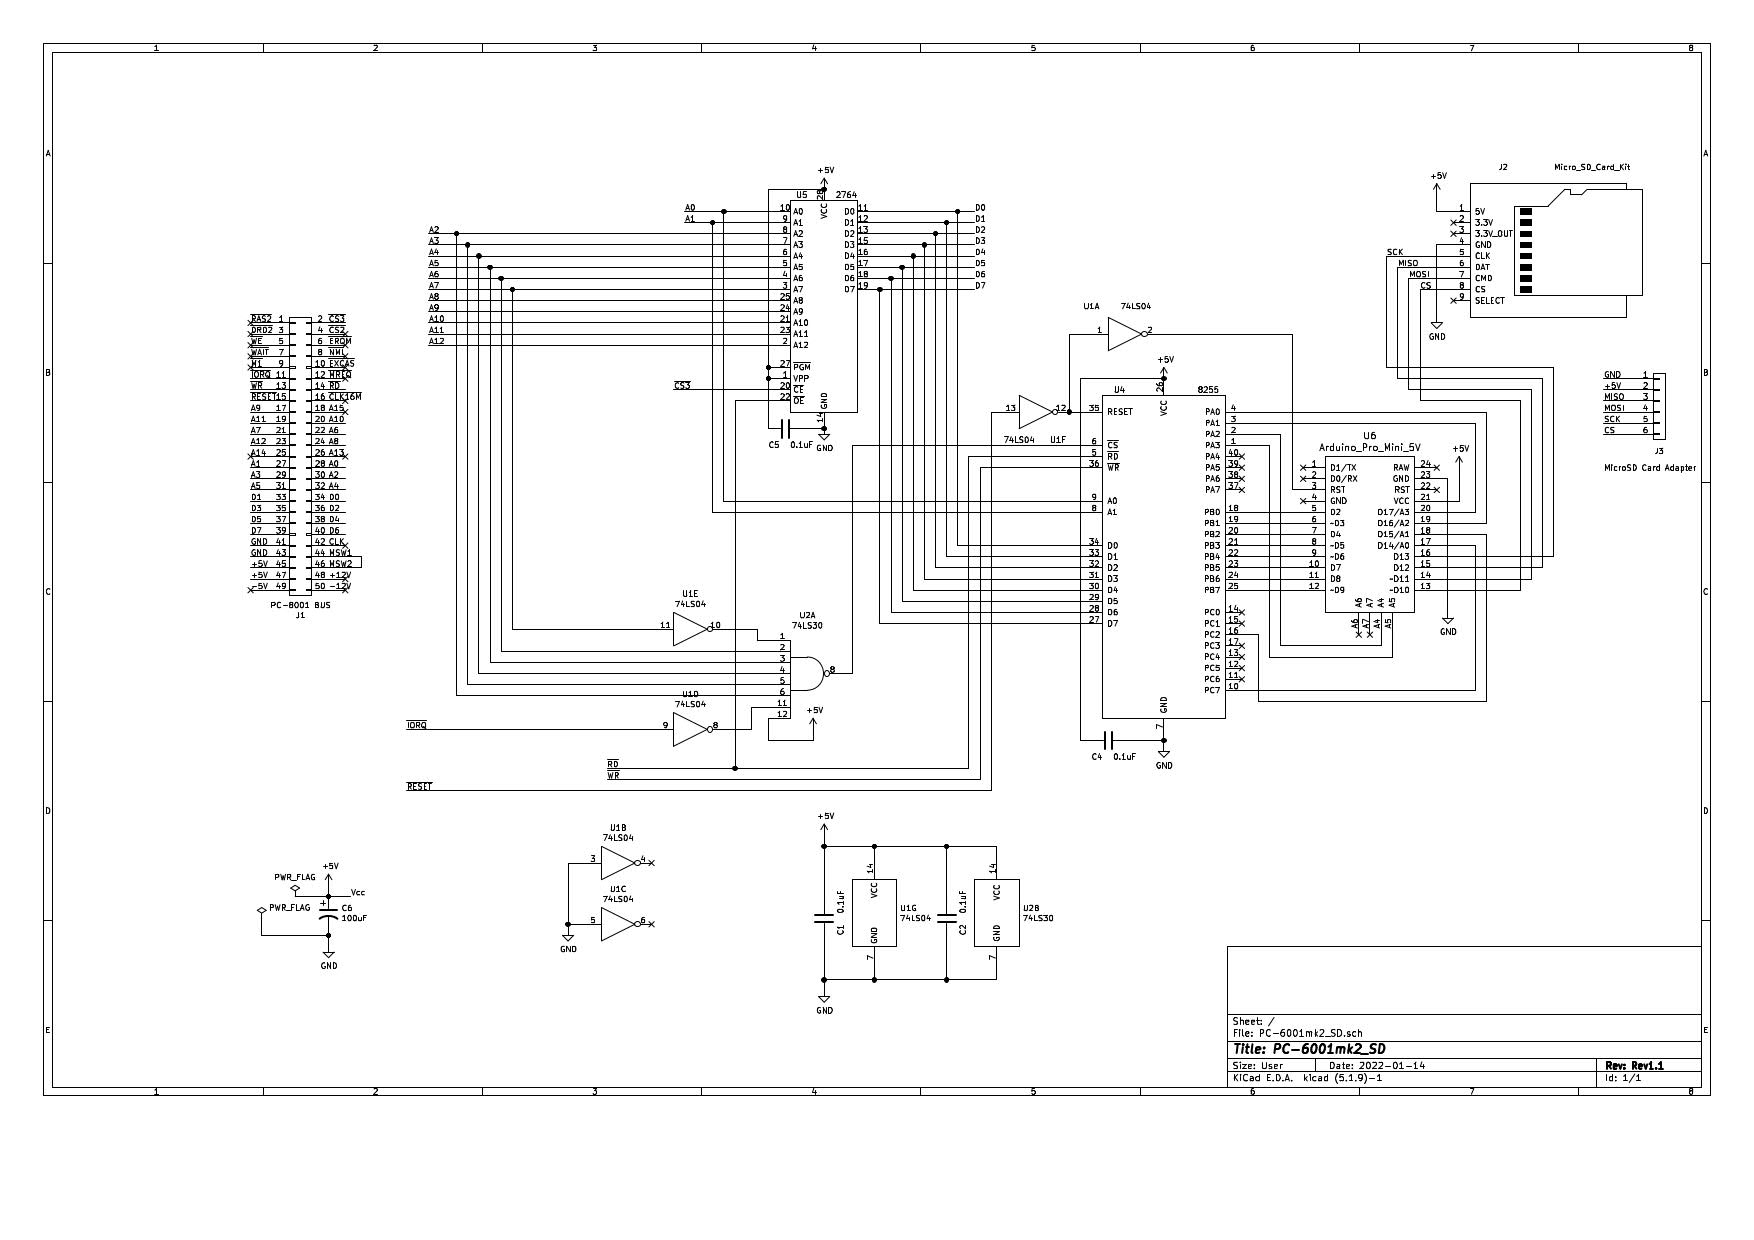 1 2 3 4 5 6 7 8
A
B
C
D
E
RAS2 1 2 CS3
DRD2 3 4 CS2
WE 5 6 EROM
WAIT 7 8 NMI
M1 9 10 EXCAS
IORQ 11 12 MREQ
WR 13 14 RD
RESET 15 16 CLK16M
A9 17 18 A15
A11 19 20 A10
A7 21 22 A6
A12 23 24 A8
A14 25 26 A13
A1 27 28 A0
A3 29 30 A2
A5 31 32 A4
D1 33 34 D0
D3 35 36 D2
D5 37 38 D4
D7 39 40 D6
GND 41 42 CLK
GND 43 44 MSW1
+5V 45 46 MSW2
+5V 47 48 +12V
-5V 49 50 -12V
PC-8001 BUS
J1
+5V
U5 2764
28 VCC
A0 10 A0 D0 11 D0
A1 9 A1 D1 12 D1
A2 8 A2 D2 13 D2
A3 7 A3 D3 15 D3
A4 6 A4 D4 16 D4
A5 5 A5 D5 17 D5
A6 4 A6 D6 18 D6
A7 3 A7 D7 19 D7
A8 25 A8
A9 24 A9
A10 21 A10
A11 23 A11
A12 2 A12
27 PGM
1 VPP
CS3 20 CE
22 OE
GND 14
C5 0.1uF GND
U1A 74LS04
1 2
13 12
74LS04 U1F
+5V
U4 8255
26 VCC
35 RESET
6 CS
5 RD
36 WR
9 A0
8 A1
34 D0
33 D1
32 D2
31 D3
30 D4
29 D5
28 D6
27 D7
PA0 4
PA1 3
PA2 2
PA3 1
PA4 40
PA5 39
PA6 38
PA7 37
PB0 18
PB1 19
PB2 20
PB3 21
PB4 22
PB5 23
PB6 24
PB7 25
PC0 14
PC1 15
PC2 16
PC3 17
PC4 13
PC5 12
PC6 11
PC7 10
GND 7
C4 0.1uF
GND
U6
Arduino_Pro_Mini_5V
+5V
1 D1/TX RAW 24
2 D0/RX GND 23
3 RST RST 22
4 GND VCC 21
5 D2 D17/A3 20
6 ~D3 D16/A2 19
7 D4 D15/A1 18
8 ~D5 D14/A0 17
9 ~D6 D13 16
10 D7 D12 15
11 D8 ~D11 14
12 ~D9 ~D10 13
A6 A7 A4 A5
A6 A7 A4 A5
GND
J2 Micro_SD_Card_Kit
+5V
1 5V
2 3.3V
3 3.3V_OUT
4 GND
SCK 5 CLK
MISO 6 DAT
MOSI 7 CMD
CS 8 CS
9 SELECT
GND
GND 1
+5V 2
MISO 3
MOSI 4
SCK 5
CS 6
J3
MicroSD Card Adapter
U1E
74LS04
11 10
U2A
74LS30
1
2
3
4
5
6
11
12
8
+5V
U1D
74LS04
9 8
IORQ
RD
WR
RESET
U1B
74LS04
3 4
U1C
74LS04
5 6
GND
+5V
PWR_FLAG
Vcc
PWR_FLAG
+ C6
100uF
GND
+5V
0.1uF
C1
14 VCC
U1G
74LS04
GND 7
0.1uF
C2
14 VCC
U2B
74LS30
GND 7
GND
Sheet: /
File: PC-6001mk2_SD.sch
Title: PC-6001mk2_SD
Size: User Date: 2022-01-14 Rev: Rev1.1
KiCad E.D.A. kicad (5.1.9)-1 Id: 1/1
A
B
C
D
E
1 2 3 4 5 6 7 8